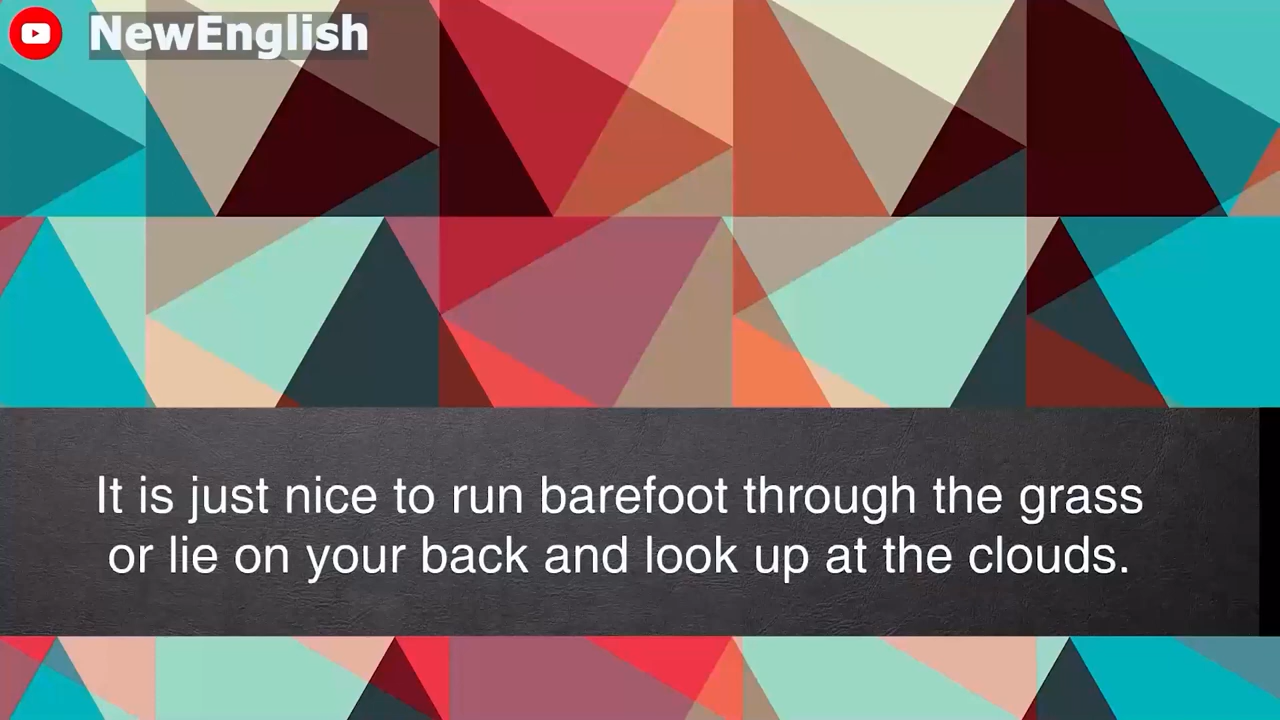 NewEnglish
It is just nice to run barefoot through the grass
or lie on your back and look up at the clouds.